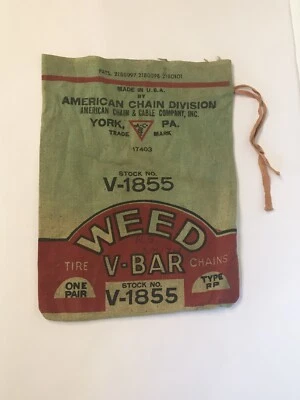 MADE IN U.S.A.
BY
AMERICAN CHAIN DIVISION
AMERICAN CHAIN & CABLE COMPANY, INC.
YORK, PA.
TRADE MARK
17403
STOCK NO.
V-1855
WEED
TIRE V-BAR CHAINS
ONE PAIR
STOCK NO.
V-1855
TYPE RP